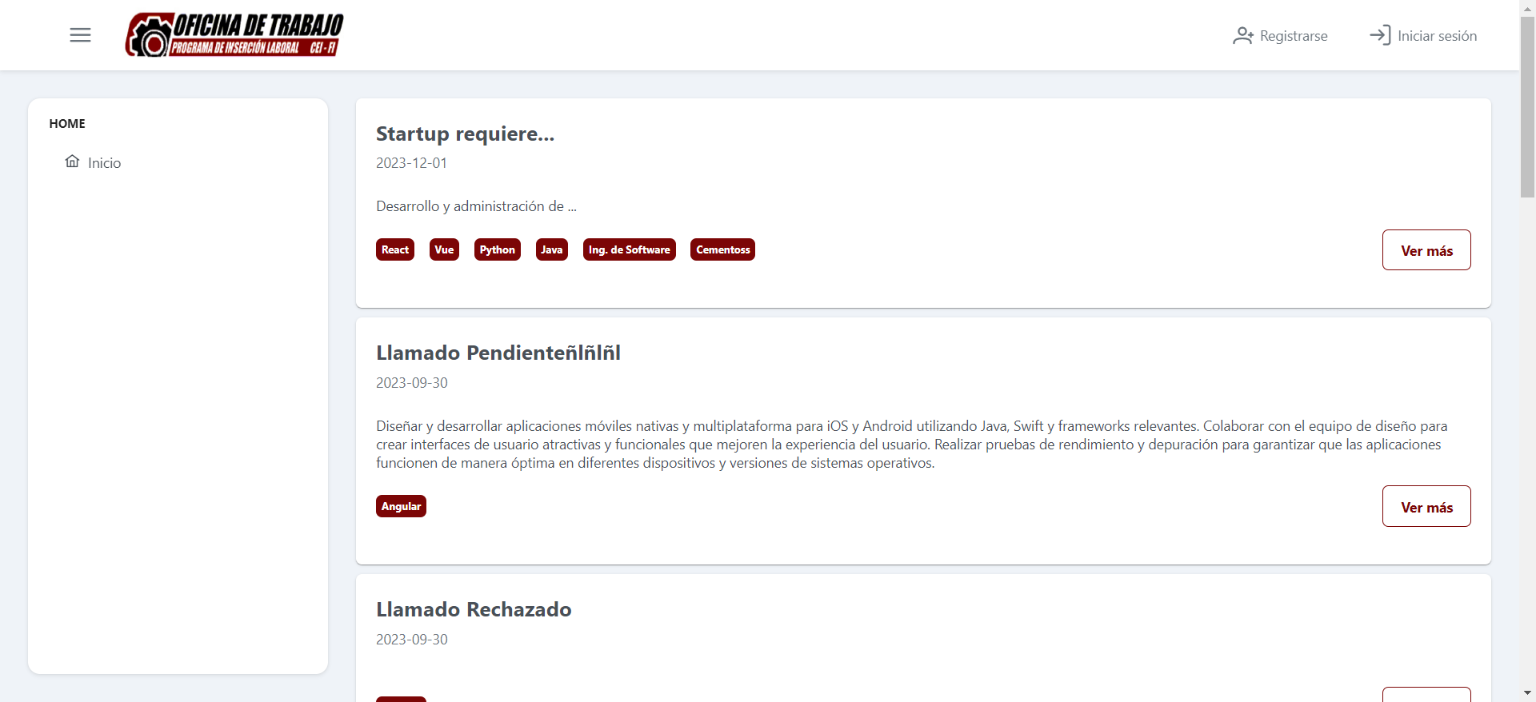 OFICINA DE TRABAJO
PROGRAMA DE INSERCIÓN LABORAL CEI - FI
Registrarse
Iniciar sesión
HOME
Inicio
Startup requiere...
2023-12-01
Desarrollo y administración de ...
React Vue Python Java Ing. de Software Cementoss
Ver más
Llamado Pendienteñlñlñl
2023-09-30
Diseñar y desarrollar aplicaciones móviles nativas y multiplataforma para iOS y Android utilizando Java, Swift y frameworks relevantes. Colaborar con el equipo de diseño para
crear interfaces de usuario atractivas y funcionales que mejoren la experiencia del usuario. Realizar pruebas de rendimiento y depuración para garantizar que las aplicaciones
funcionen de manera óptima en diferentes dispositivos y versiones de sistemas operativos.
Angular
Ver más
Llamado Rechazado
2023-09-30